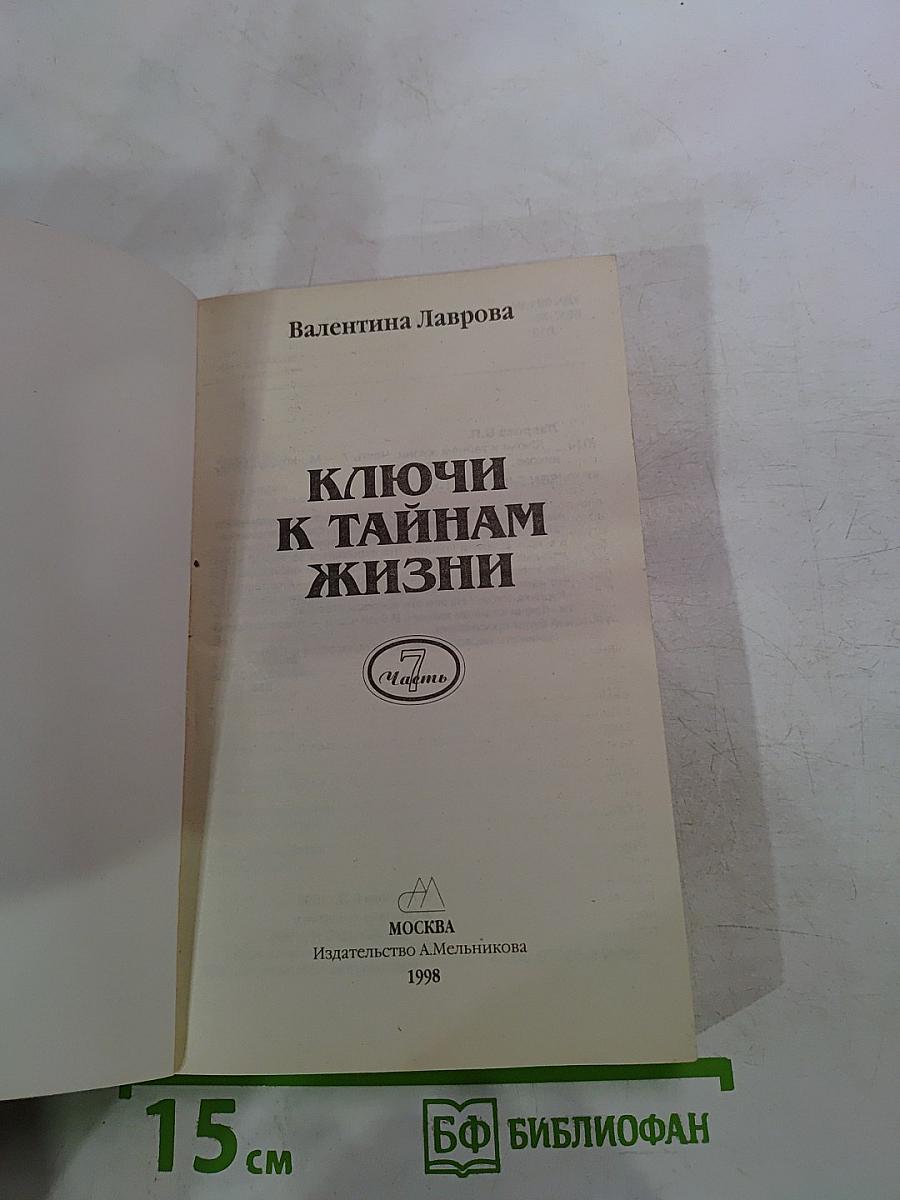 Валентина Лаврова
КЛЮЧИ
К ТАЙНАМ
ЖИЗНИ
7
Часть
МОСКВА
Издательство А.Мельникова
1998
15 см
БФ БИБЛИОФАН